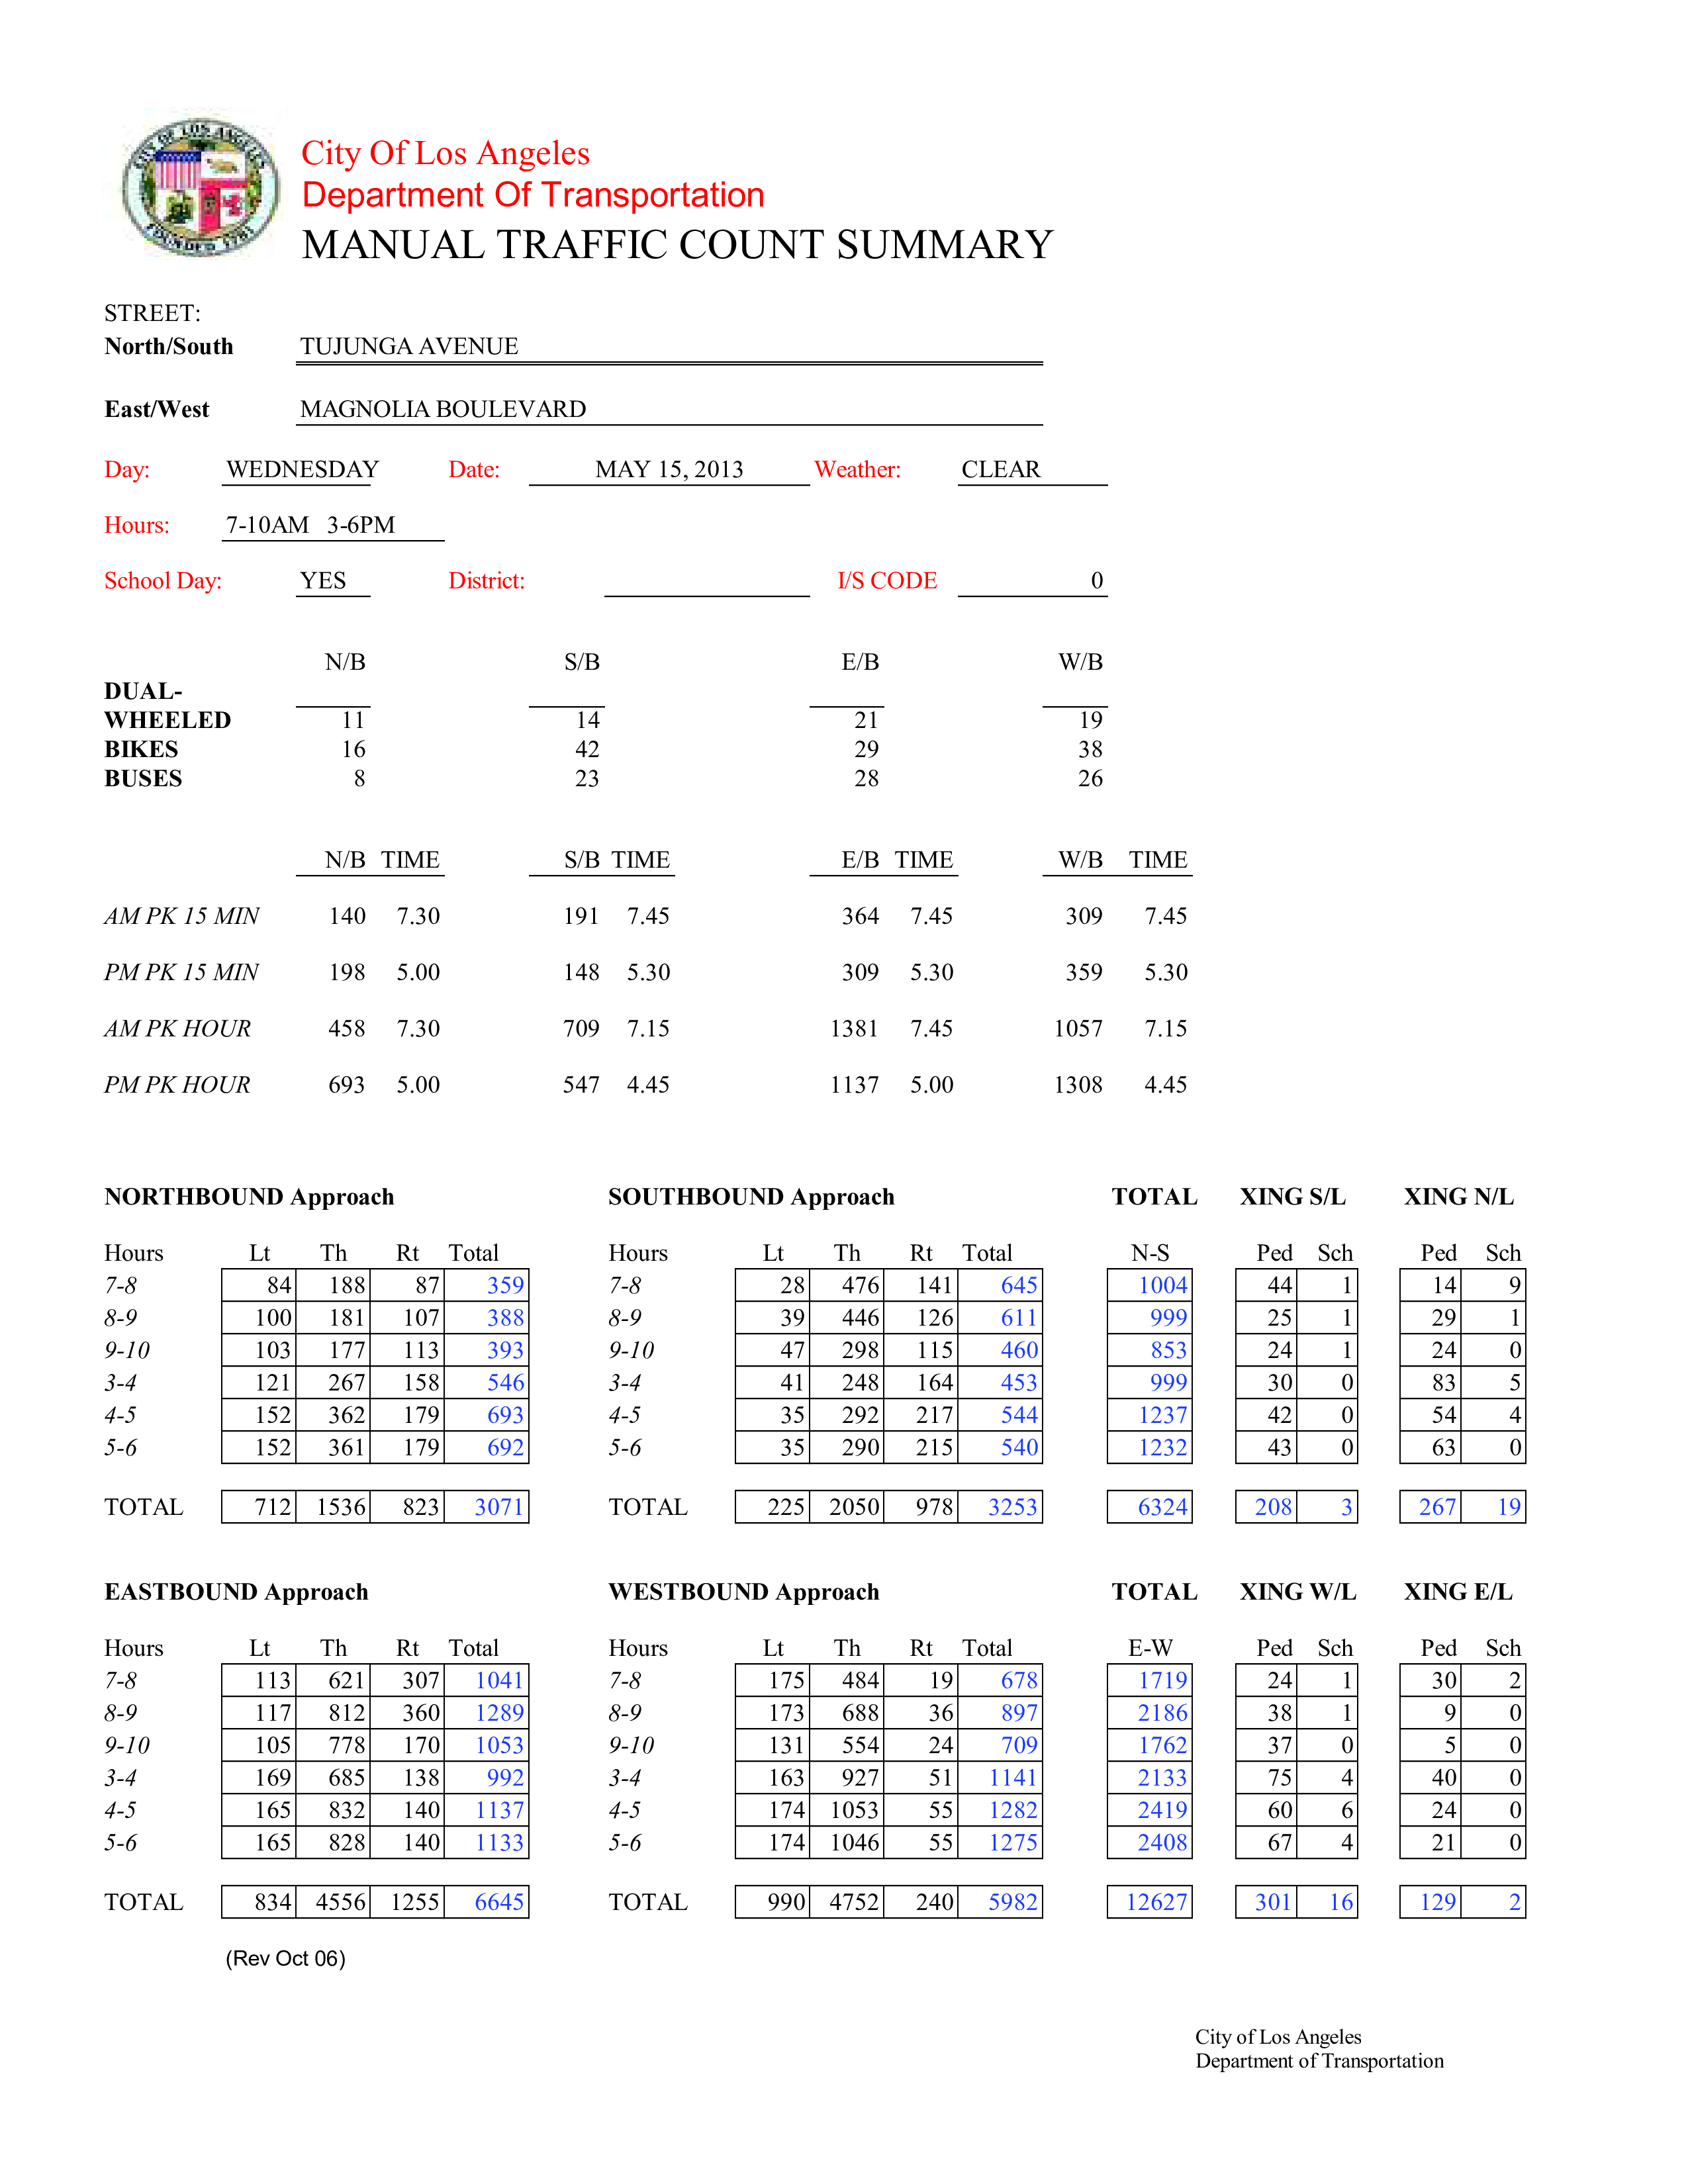 City Of Los Angeles
Department Of Transportation
MANUAL TRAFFIC COUNT SUMMARY
STREET:
North/South TUJUNGA AVENUE
East/West MAGNOLIA BOULEVARD
Day: WEDNESDAY Date: MAY 15, 2013 Weather: CLEAR
Hours: 7-10AM 3-6PM
School Day: YES District: I/S CODE 0
N/B S/B E/B W/B
DUAL-
WHEELED 11 14 21 19
BIKES 16 42 29 38
BUSES 8 23 28 26
N/B TIME S/B TIME E/B TIME W/B TIME
AM PK 15 MIN 140 7.30 191 7.45 364 7.45 309 7.45
PM PK 15 MIN 198 5.00 148 5.30 309 5.30 359 5.30
AM PK HOUR 458 7.30 709 7.15 1381 7.45 1057 7.15
PM PK HOUR 693 5.00 547 4.45 1137 5.00 1308 4.45
NORTHBOUND Approach SOUTHBOUND Approach TOTAL XING S/L XING N/L
Hours Lt Th Rt Total Hours Lt Th Rt Total N-S Ped Sch Ped Sch
7-8 84 188 87 359 7-8 28 476 141 645 1004 44 1 14 9
8-9 100 181 107 388 8-9 39 446 126 611 999 25 1 29 1
9-10 103 177 113 393 9-10 47 298 115 460 853 24 1 24 0
3-4 121 267 158 546 3-4 41 248 164 453 999 30 0 83 5
4-5 152 362 179 693 4-5 35 292 217 544 1237 42 0 54 4
5-6 152 361 179 692 5-6 35 290 215 540 1232 43 0 63 0
TOTAL 712 1536 823 3071 TOTAL 225 2050 978 3253 6324 208 3 267 19
EASTBOUND Approach WESTBOUND Approach TOTAL XING W/L XING E/L
Hours Lt Th Rt Total Hours Lt Th Rt Total E-W Ped Sch Ped Sch
7-8 113 621 307 1041 7-8 175 484 19 678 1719 24 1 30 2
8-9 117 812 360 1289 8-9 173 688 36 897 2186 38 1 9 0
9-10 105 778 170 1053 9-10 131 554 24 709 1762 37 0 5 0
3-4 169 685 138 992 3-4 163 927 51 1141 2133 75 4 40 0
4-5 165 832 140 1137 4-5 174 1053 55 1282 2419 60 6 24 0
5-6 165 828 140 1133 5-6 174 1046 55 1275 2408 67 4 21 0
TOTAL 834 4556 1255 6645 TOTAL 990 4752 240 5982 12627 301 16 129 2
(Rev Oct 06)
City of Los Angeles
Department of Transportation